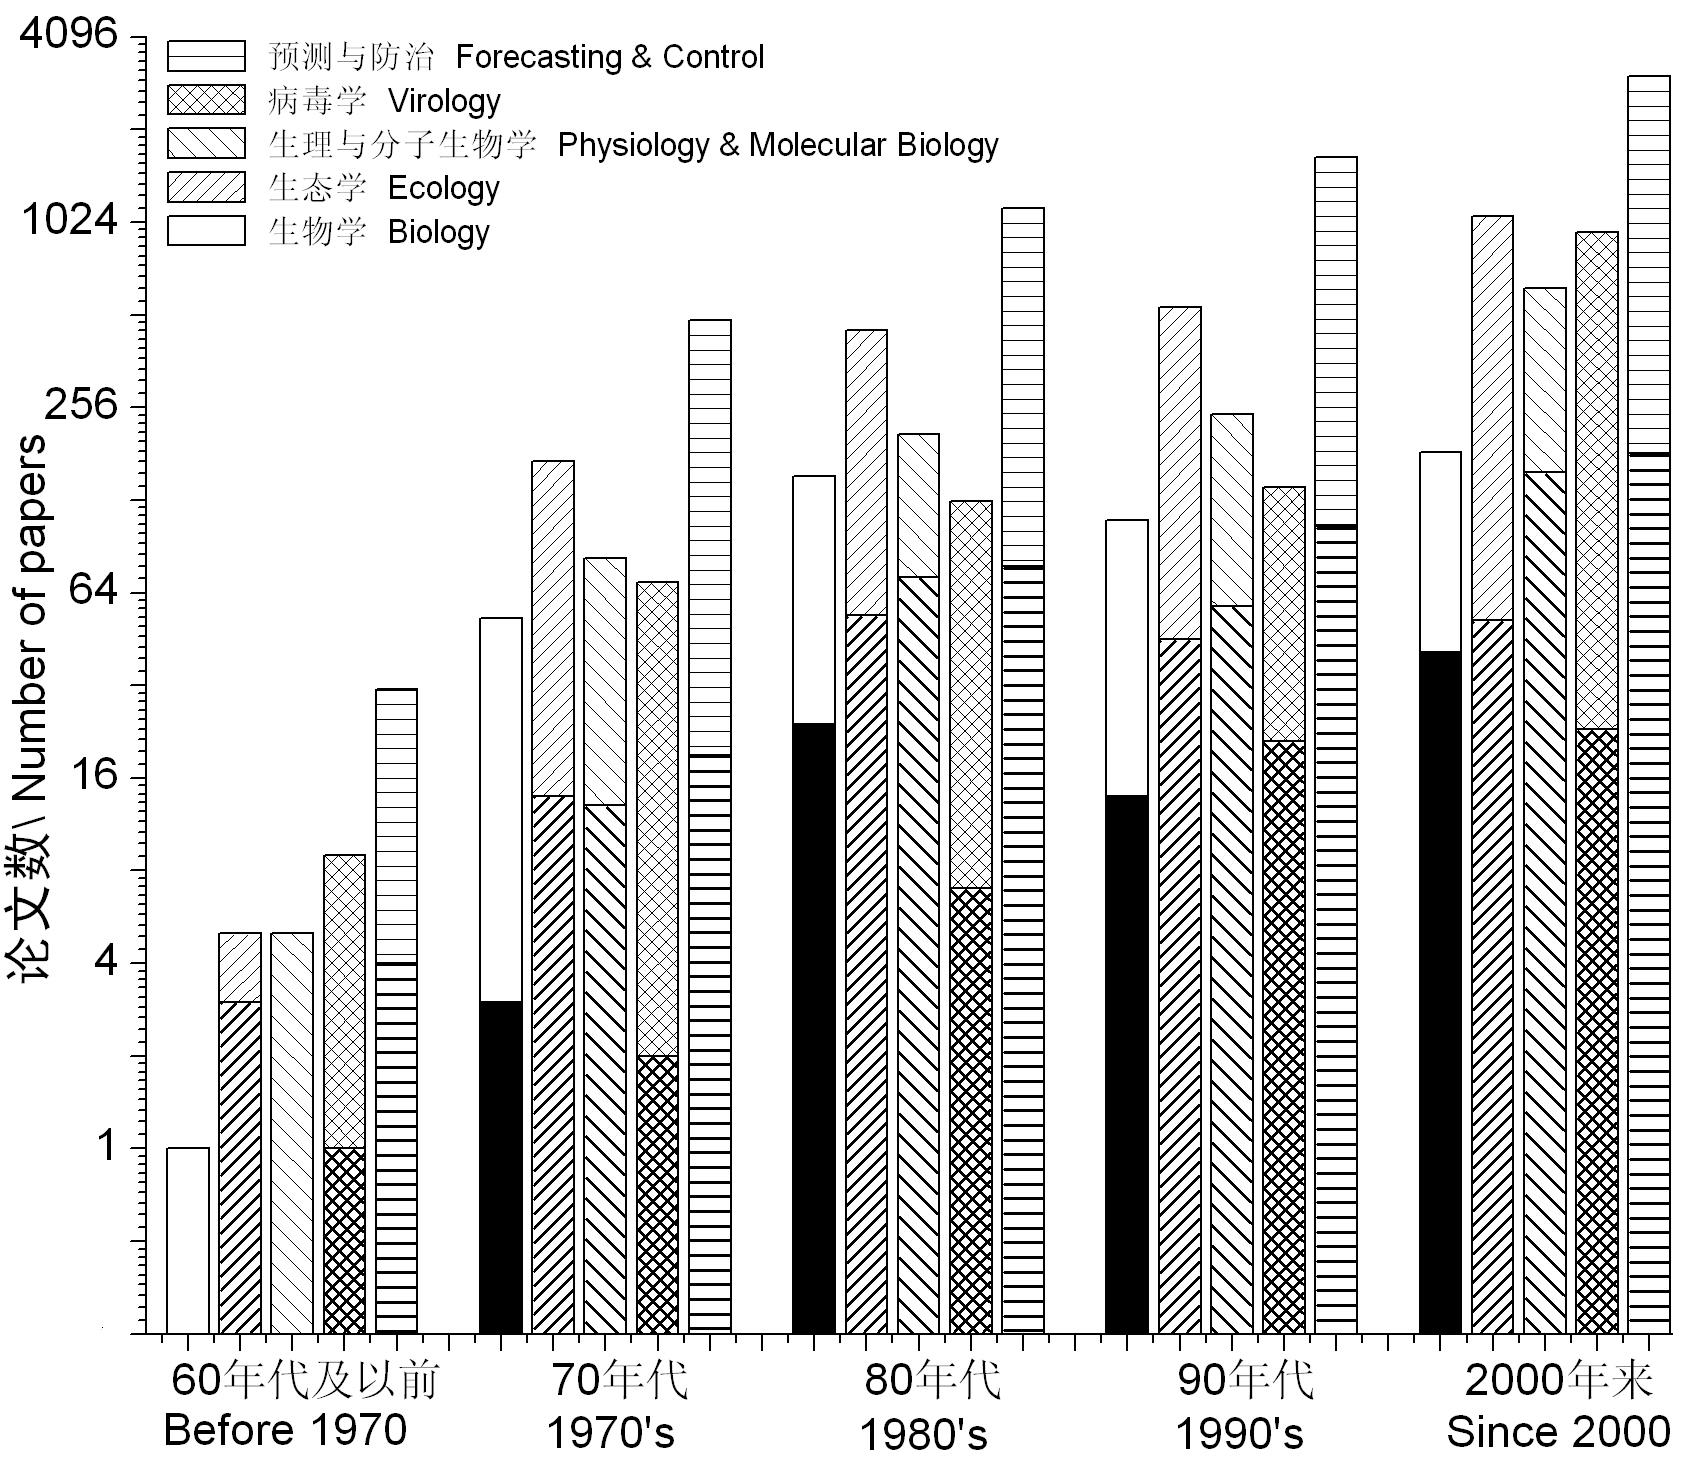 4096
1024
256
64
16
4
1
论文数\ Number of papers
预测与防治 Forecasting & Control
病毒学 Virology
生理与分子生物学 Physiology & Molecular Biology
生态学 Ecology
生物学 Biology
60年代及以前
Before 1970
70年代
1970's
80年代
1980's
90年代
1990's
2000年来
Since 2000